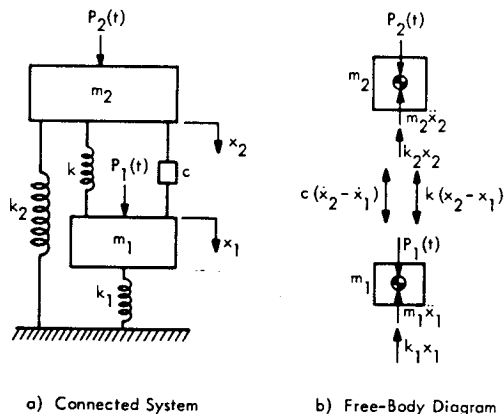 P₂(t)
m₂
x₂
k
P₁(t)
c
k₂
m₁
x₁
k₁
a) Connected System
P₂(t)
m₂
m₂ẍ₂
k₂x₂
c(ẋ₂ − ẋ₁)
k(x₂ − x₁)
P₁(t)
m₁
m₁ẍ₁
k₁x₁
b) Free-Body Diagram